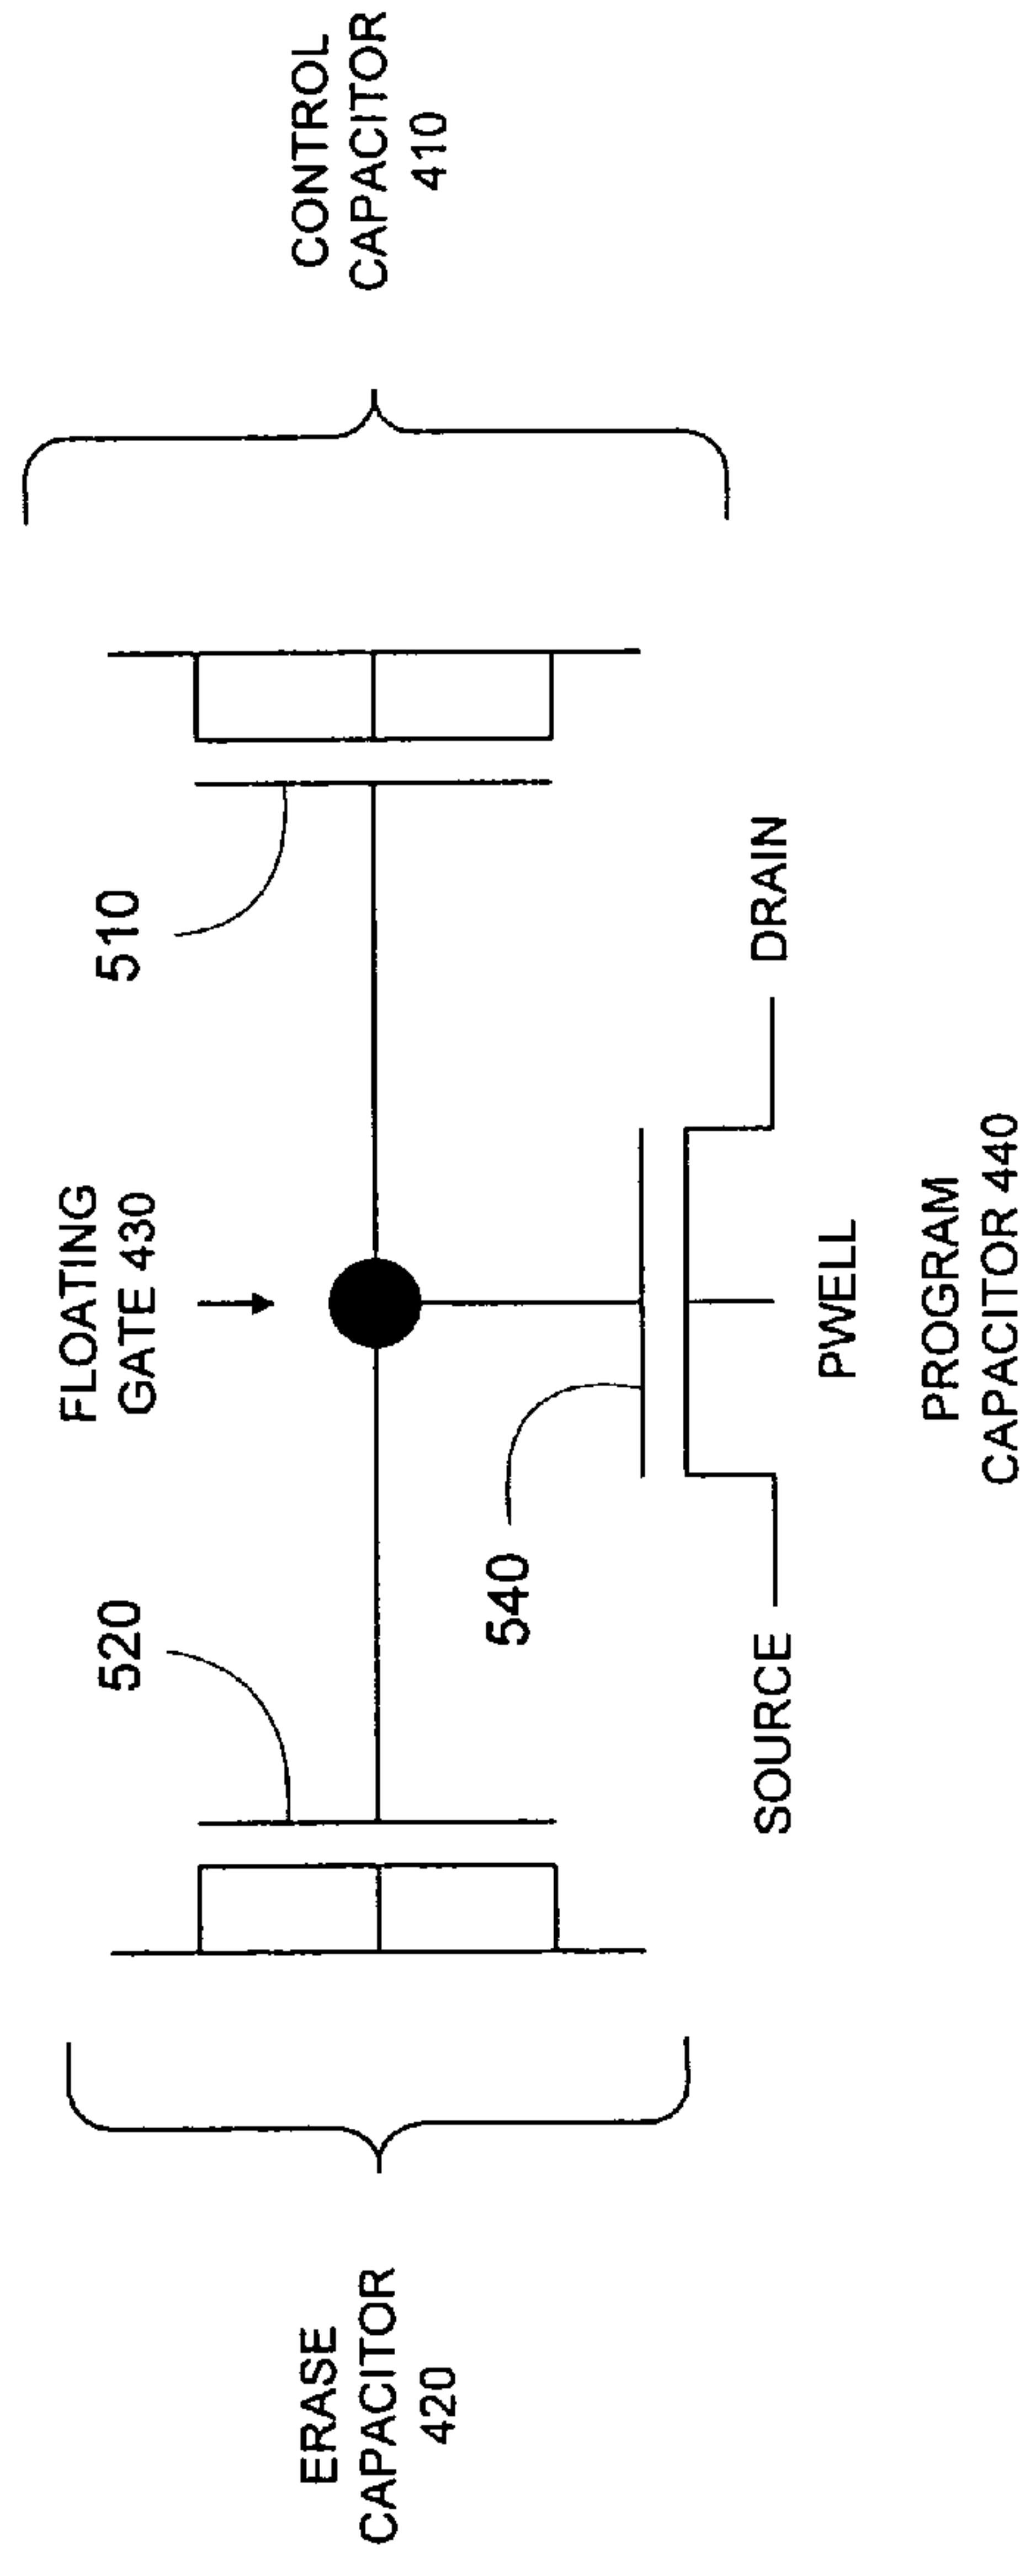 ERASE
CAPACITOR
420
520
FLOATING
GATE 430
510
CONTROL
CAPACITOR
410
540
SOURCE
PWELL
DRAIN
PROGRAM
CAPACITOR 440